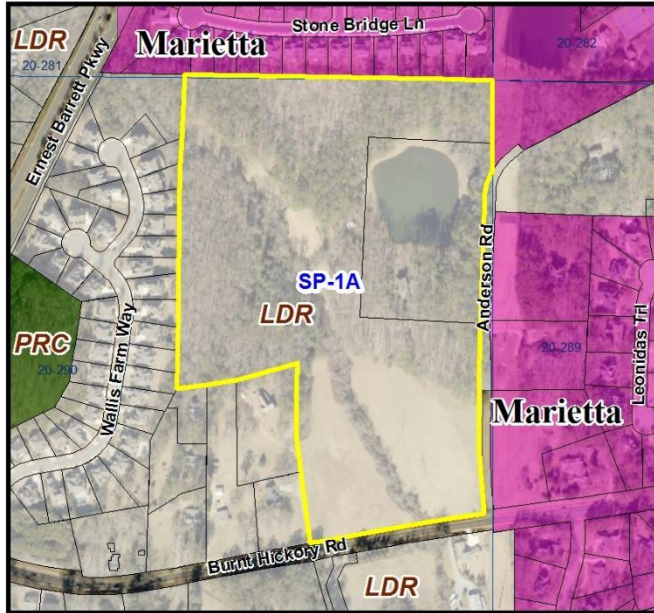 Stone Bridge Ln
LDR
Marietta
20-281
20-282
Ernest Barrett Pkwy
SP-1A
LDR
Anderson Rd
PRC
20-290
Wallis Farm Way
20-289
Leonidas Trl
Marietta
Burnt Hickory Rd
LDR